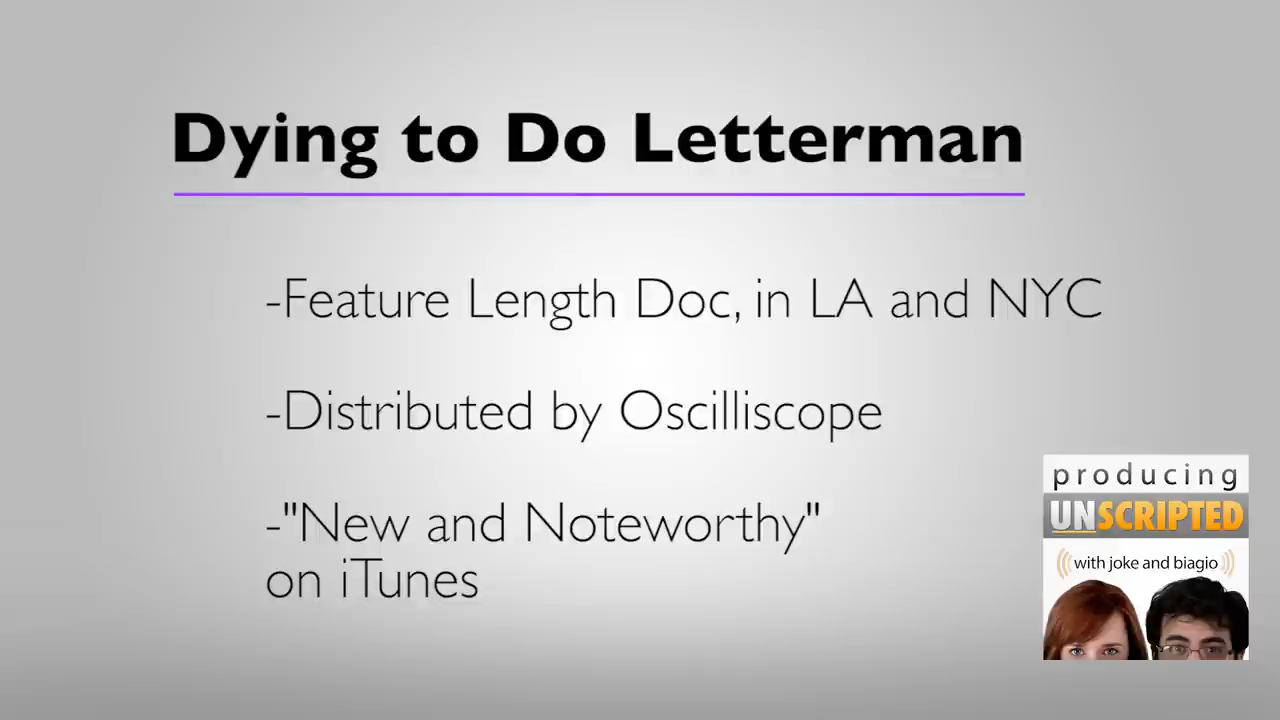 Dying to Do Letterman
-Feature Length Doc, in LA and NYC
-Distributed by Oscilliscope
-"New and Noteworthy"
on iTunes
producing
UNSCRIPTED
with joke and biagio